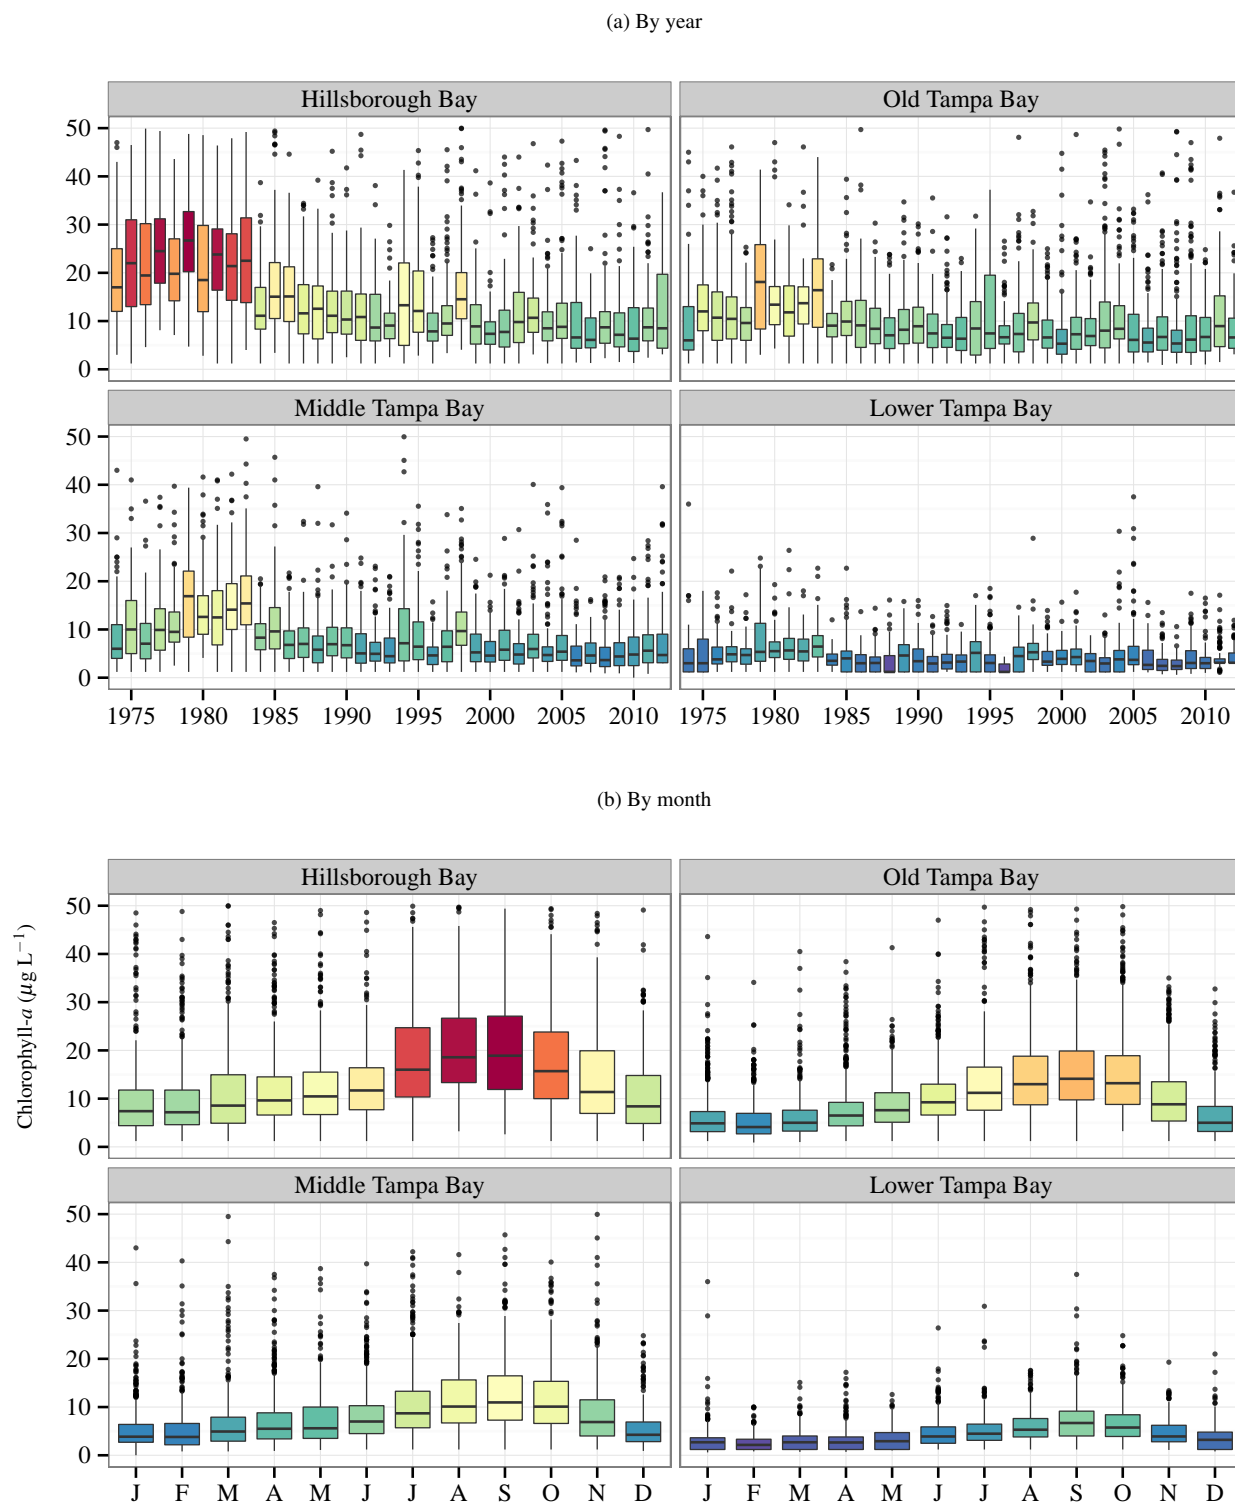 (a) By year
Hillsborough Bay
Old Tampa Bay
50
40
30
20
10
0
Middle Tampa Bay
Lower Tampa Bay
50
40
30
20
10
0
1975 1980 1985 1990 1995 2000 2005 2010
1975 1980 1985 1990 1995 2000 2005 2010
(b) By month
Chlorophyll-a (μg L⁻¹)
Hillsborough Bay
Old Tampa Bay
50
40
30
20
10
0
Middle Tampa Bay
Lower Tampa Bay
50
40
30
20
10
0
J F M A M J J A S O N D
J F M A M J J A S O N D